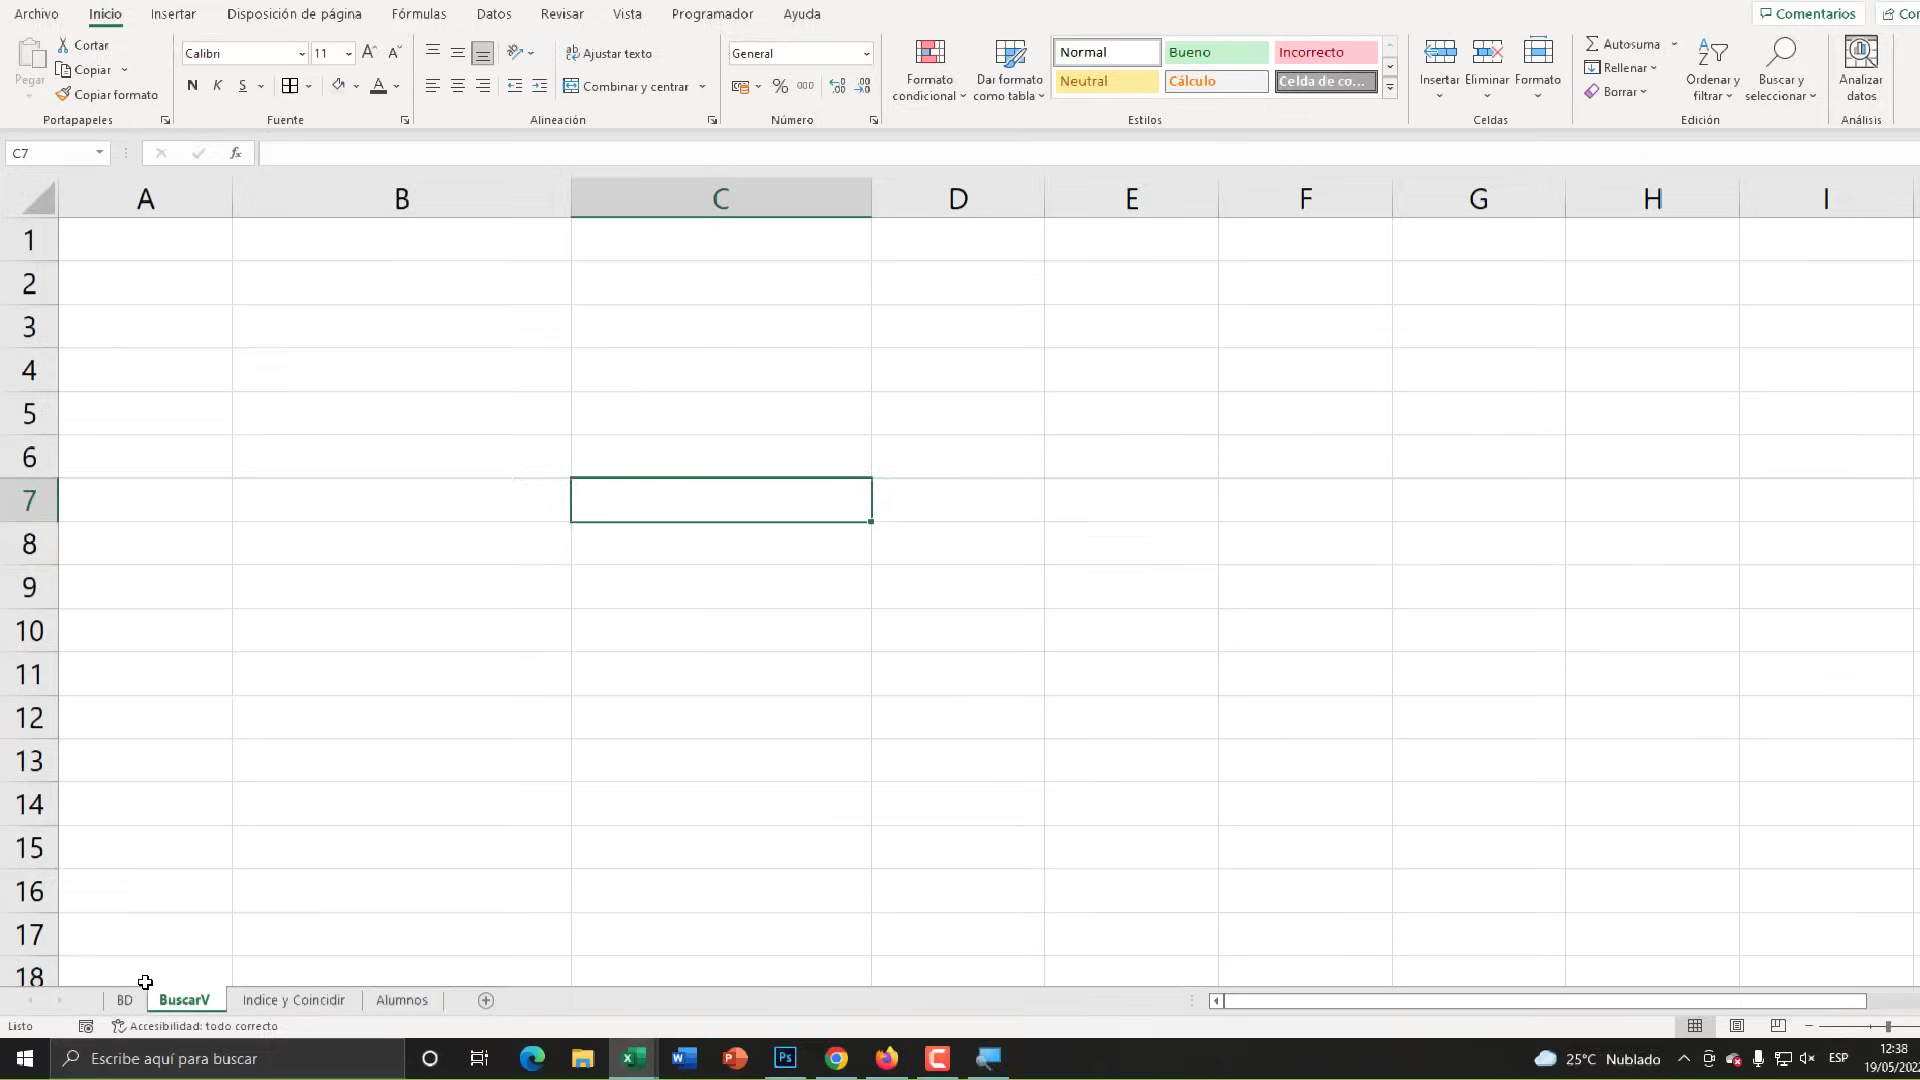 Archivo Inicio Insertar Disposición de página Fórmulas Datos Revisar Vista Programador Ayuda Comentarios
Pegar Cortar Copiar Copiar formato Portapapeles
Calibri 11 N K S A Fuente
Ajustar texto Combinar y centrar Alineación
General % 000 Número
Formato condicional Dar formato como tabla
Normal Bueno Incorrecto
Neutral Cálculo Celda de co...
Estilos
Insertar Eliminar Formato Celdas
Autosuma Rellenar Borrar Ordenar y filtrar Buscar y seleccionar Edición
Analizar datos Análisis
C7 fx
A B C D E F G H I
1
2
3
4
5
6
7
8
9
10
11
12
13
14
15
16
17
18
BD BuscarV Indice y Coincidir Alumnos
Listo Accesibilidad: todo correcto
Escribe aquí para buscar 25°C Nublado ESP 12:38